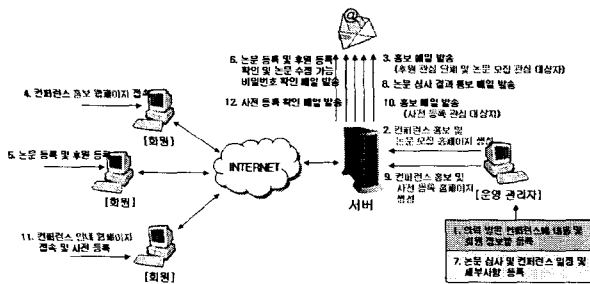 6. 논문 등록 및 후원 등록
확인 및 논문 수정 가능
비밀번호 확인 메일 발송
12. 사전 등록 확인 메일 발송
3. 홍보 메일 발송
(후원 관심 단체 및 논문 모집 관심 대상자)
8. 논문 심사 결과 통보 메일 발송
10. 홍보 메일 발송
(사전 등록 관심 대상자)
4. 컨퍼런스 홍보 웹페이지 접속
[회원]
2. 컨퍼런스 홍보 및
논문 모집 홈페이지 생성
5. 논문 등록 및 후원 등록
[회원]
INTERNET
서버
9. 컨퍼런스 홍보 및
사전 등록 홈페이지
생성
[운영 관리자]
11. 컨퍼런스 안내 웹페이지
접속 및 사전 등록
[회원]
1. 컨퍼런스 내용 및
회원 정보를 등록
7. 논문 심사 및 컨퍼런스 일정 및
세부사항 등록